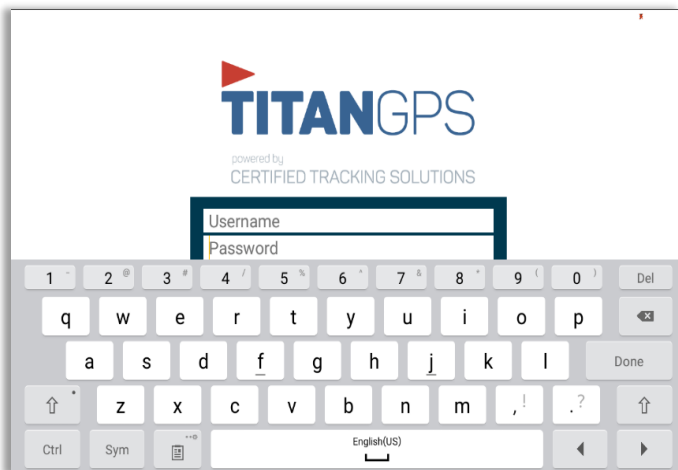 TITANGPS
powered by
CERTIFIED TRACKING SOLUTIONS
Username
Password
1 - 2 @ 3 # 4 / 5 % 6 ^ 7 & 8 * 9 ( 0 ) Del
q w e r t y u i o p
a s d f g h j k l Done
z x c v b n m , ! . ?
Ctrl Sym English(US)